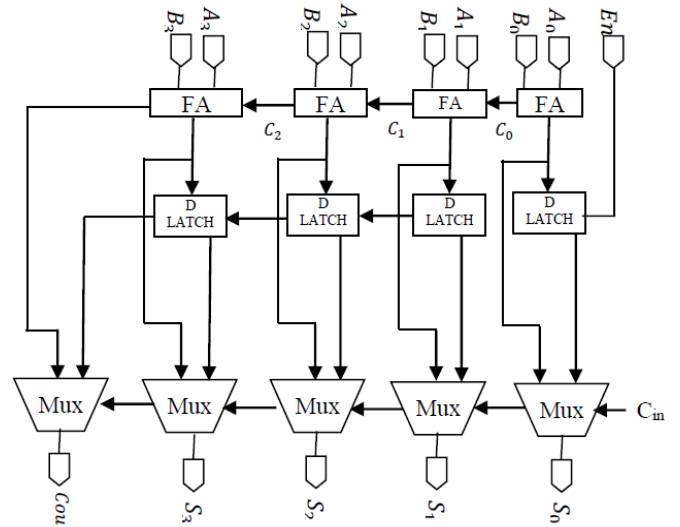 B3 A3 B2 A2 B1 A1 B0 A0 En
FA FA FA FA
C2 C1 C0
D LATCH
D LATCH
D LATCH
D LATCH
Mux Mux Mux Mux Mux Cin
Cou S3 S2 S1 S0